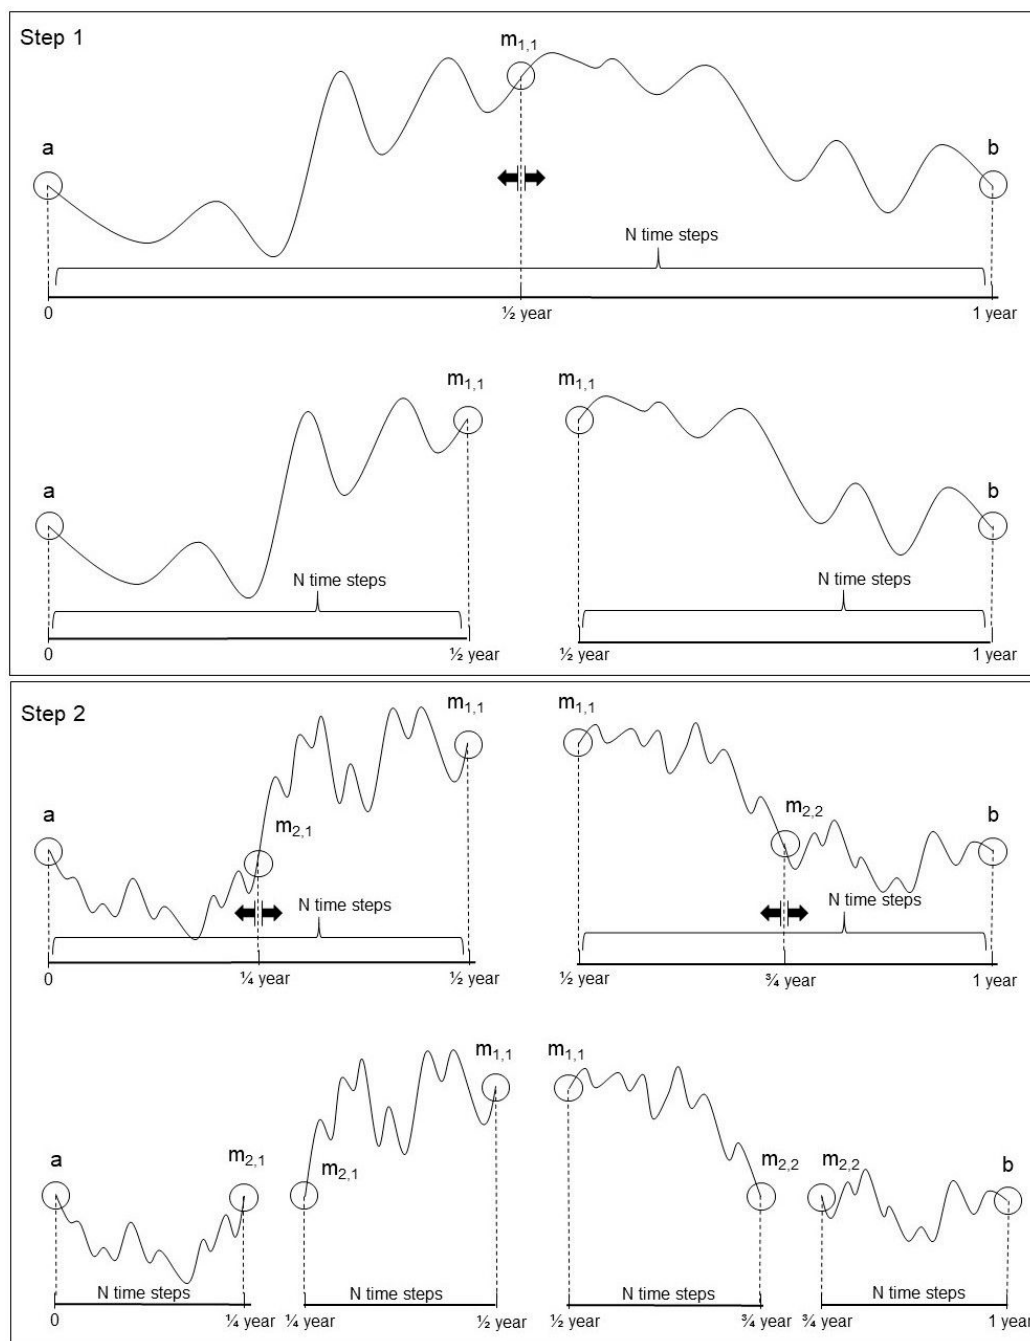 Step 1
m1,1
a
b
N time steps
0
½ year
1 year
m1,1
m1,1
a
b
N time steps
N time steps
0
½ year
½ year
1 year
Step 2
m1,1
m1,1
a
m2,1
m2,2
b
N time steps
N time steps
0
¼ year
½ year
½ year
¾ year
1 year
m1,1
m1,1
a
m2,1
m2,1
m2,2
m2,2
b
N time steps
N time steps
N time steps
N time steps
0
¼ year
¼ year
½ year
½ year
¾ year
¾ year
1 year